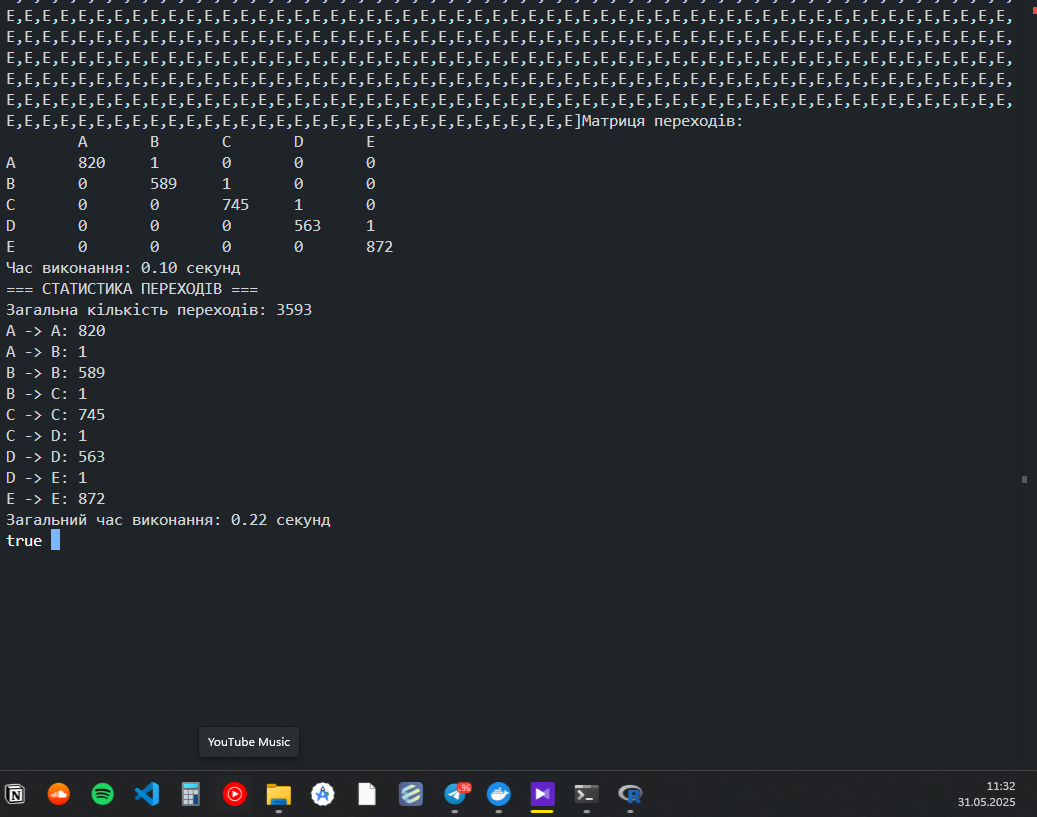 E,E,E,E,E,E,E,E,E,E,E,E,E,E,E,E,E,E,E,E,E,E,E,E,E,E,E,E,E,E,E,E,E,E,E,E,E,E,E,E,E,E,E,E,E,E,E,E,E,E,E,E,E,E,E,E,
E,E,E,E,E,E,E,E,E,E,E,E,E,E,E,E,E,E,E,E,E,E,E,E,E,E,E,E,E,E,E,E,E,E,E,E,E,E,E,E,E,E,E,E,E,E,E,E,E,E,E,E,E,E,E,E,
E,E,E,E,E,E,E,E,E,E,E,E,E,E,E,E,E,E,E,E,E,E,E,E,E,E,E,E,E,E,E,E,E,E,E,E,E,E,E,E,E,E,E,E,E,E,E,E,E,E,E,E,E,E,E,E,
E,E,E,E,E,E,E,E,E,E,E,E,E,E,E,E,E,E,E,E,E,E,E,E,E,E,E,E,E,E,E,E,E,E,E,E,E,E,E,E,E,E,E,E,E,E,E,E,E,E,E,E,E,E,E,E,
E,E,E,E,E,E,E,E,E,E,E,E,E,E,E,E,E,E,E,E,E,E,E,E,E,E,E,E,E,E,E,E,E,E,E,E,E,E,E,E,E,E,E,E,E,E,E,E,E,E,E,E,E,E,E,E,
E,E,E,E,E,E,E,E,E,E,E,E,E,E,E,E,E,E,E,E,E,E,E,E,E,E,E,E,E,E,E,E]Матриця переходів:
A B C D E
A 820 1 0 0 0
B 0 589 1 0 0
C 0 0 745 1 0
D 0 0 0 563 1
E 0 0 0 0 872
Час виконання: 0.10 секунд
=== СТАТИСТИКА ПЕРЕХОДІВ ===
Загальна кількість переходів: 3593
A -> A: 820
A -> B: 1
B -> B: 589
B -> C: 1
C -> C: 745
C -> D: 1
D -> D: 563
D -> E: 1
E -> E: 872
Загальний час виконання: 0.22 секунд
true
YouTube Music
96
11:32
31.05.2025